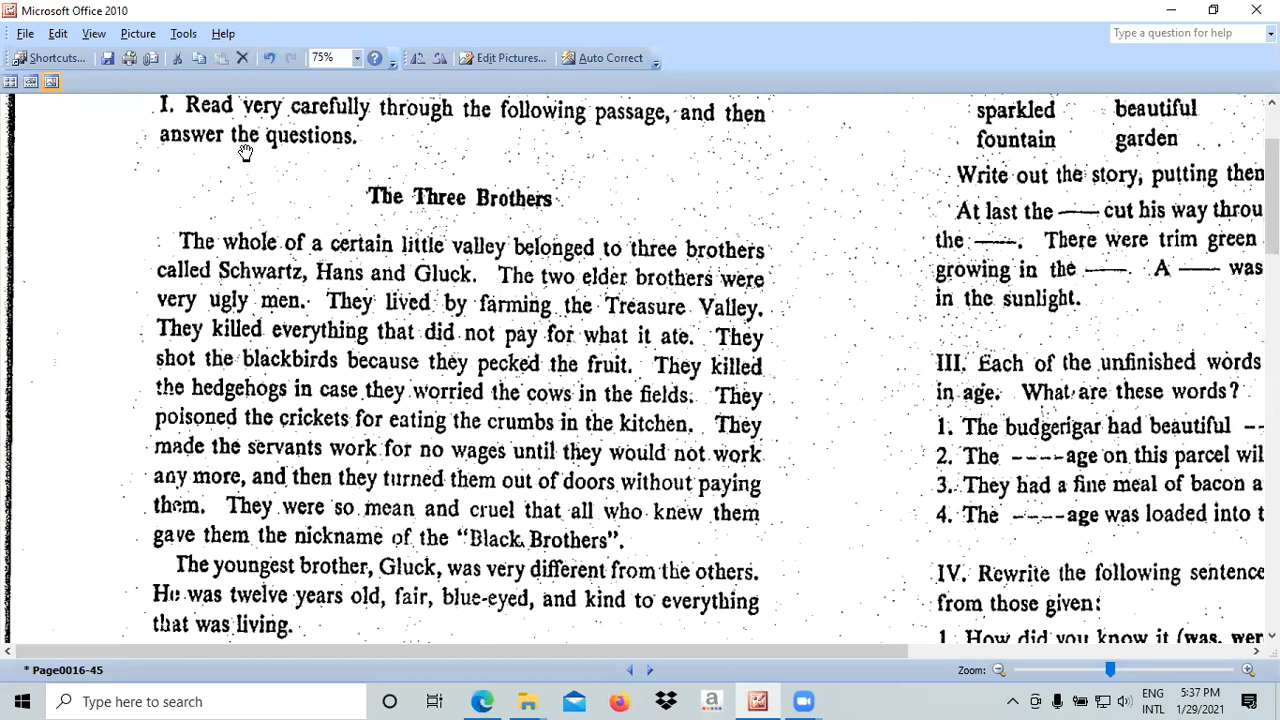 Microsoft Office 2010
File Edit View Picture Tools Help
Type a question for help
Shortcuts... 75% Edit Pictures... Auto Correct
I. Read very carefully through the following passage, and then
answer the questions.
The Three Brothers
The whole of a certain little valley belonged to three brothers
called Schwartz, Hans and Gluck. The two elder brothers were
very ugly men. They lived by farming the Treasure Valley.
They killed everything that did not pay for what it ate. They
shot the blackbirds because they pecked the fruit. They killed
the hedgehogs in case they worried the cows in the fields. They
poisoned the crickets for eating the crumbs in the kitchen. They
made the servants work for no wages until they would not work
any more, and then they turned them out of doors without paying
them. They were so mean and cruel that all who knew them
gave them the nickname of the "Black Brothers".
The youngest brother, Gluck, was very different from the others.
He was twelve years old, fair, blue-eyed, and kind to everything
that was living.
sparkled beautiful
fountain garden
Write out the story, putting then
At last the —— cut his way throu
the ——. There were trim green
growing in the ——. A —— was
in the sunlight.
III. Each of the unfinished words
in age. What are these words?
1. The budgerigar had beautiful --
2. The ----age on this parcel wil
3. They had a fine meal of bacon a
4. The ----age was loaded into t
IV. Rewrite the following sentence
from those given:
1. How did you know it (was, wer
* Page0016-45
Zoom:
Type here to search
ENG
INTL
5:37 PM
1/29/2021